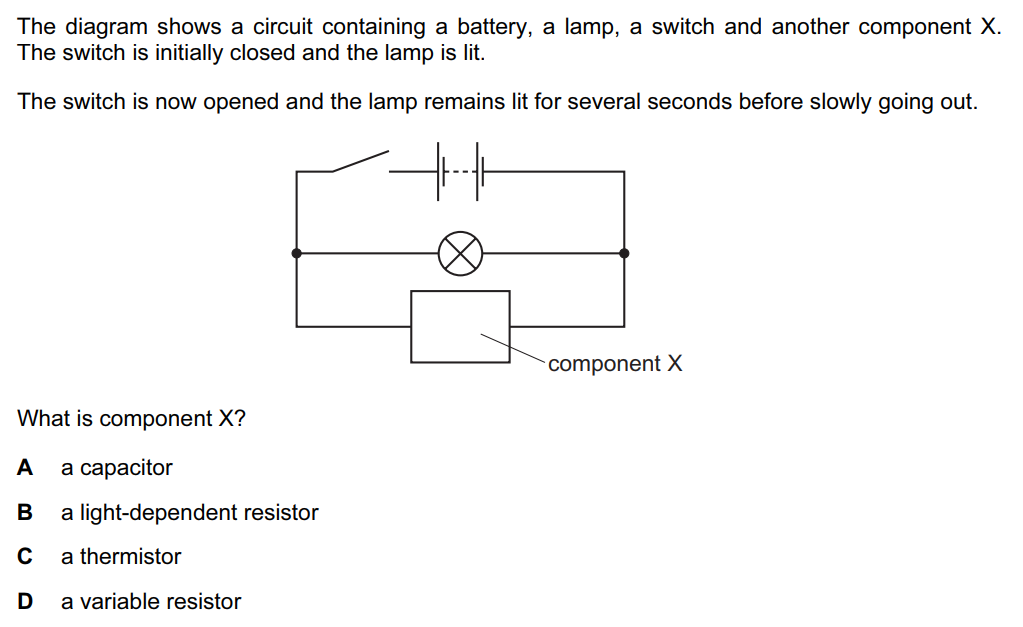 The diagram shows a circuit containing a battery, a lamp, a switch and another component X.
The switch is initially closed and the lamp is lit.
The switch is now opened and the lamp remains lit for several seconds before slowly going out.
component X
What is component X?
A a capacitor
B a light-dependent resistor
C a thermistor
D a variable resistor